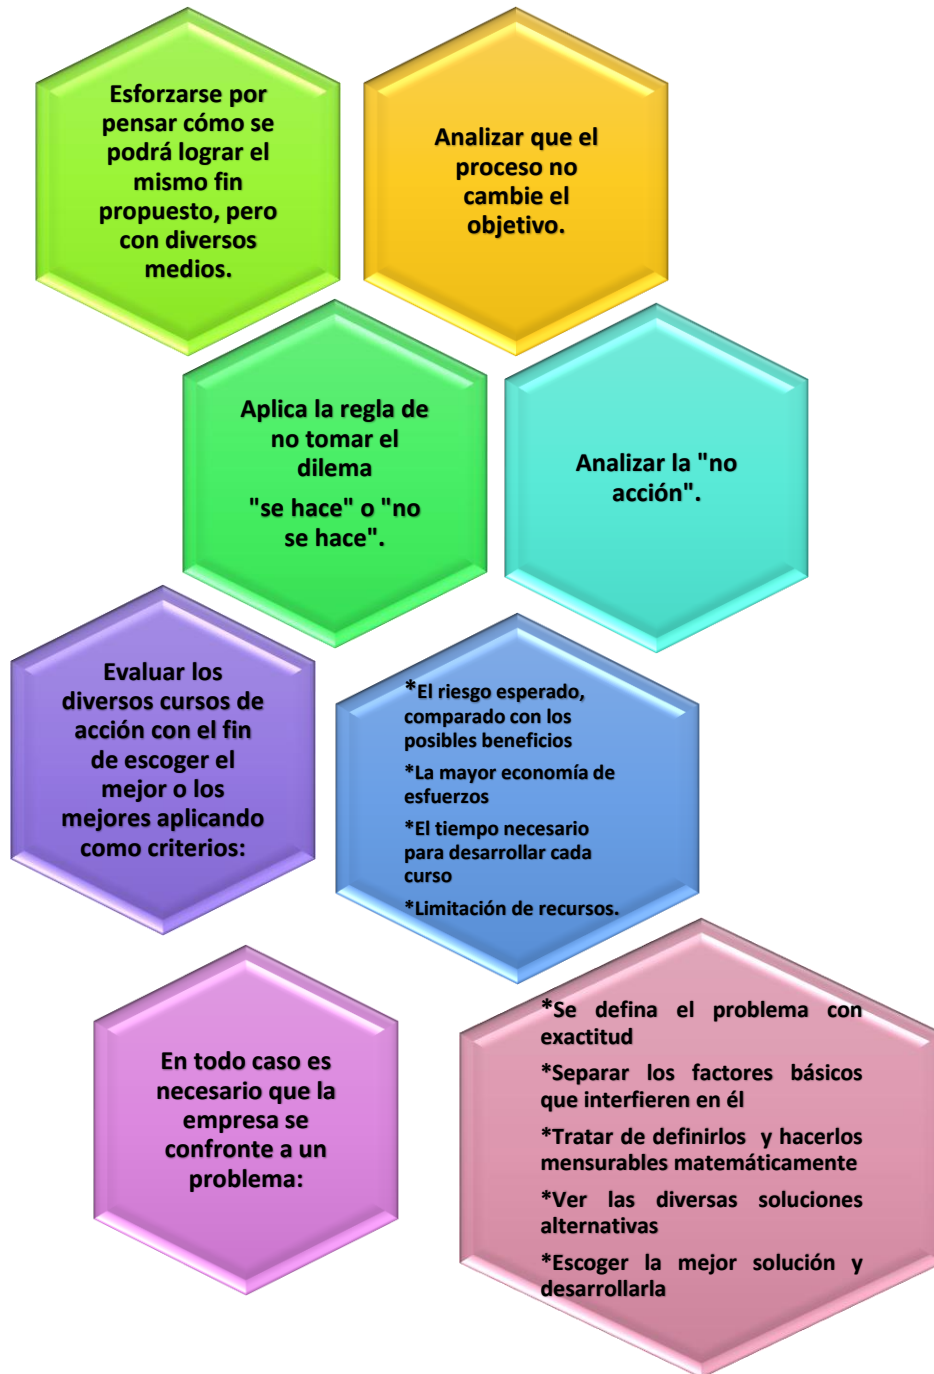 Esforzarse por
pensar cómo se
podrá lograr el
mismo fin
propuesto, pero
con diversos
medios.
Analizar que el
proceso no
cambie el
objetivo.
Aplica la regla de
no tomar el
dilema
"se hace" o "no
se hace".
Analizar la "no
acción".
Evaluar los
diversos cursos de
acción con el fin
de escoger el
mejor o los
mejores aplicando
como criterios:
*El riesgo esperado,
comparado con los
posibles beneficios
*La mayor economía de
esfuerzos
*El tiempo necesario
para desarrollar cada
curso
*Limitación de recursos.
En todo caso es
necesario que la
empresa se
confronte a un
problema:
*Se defina el problema con
exactitud
*Separar los factores básicos
que interfieren en él
*Tratar de definirlos y hacerlos
mensurables matemáticamente
*Ver las diversas soluciones
alternativas
*Escoger la mejor solución y
desarrollarla